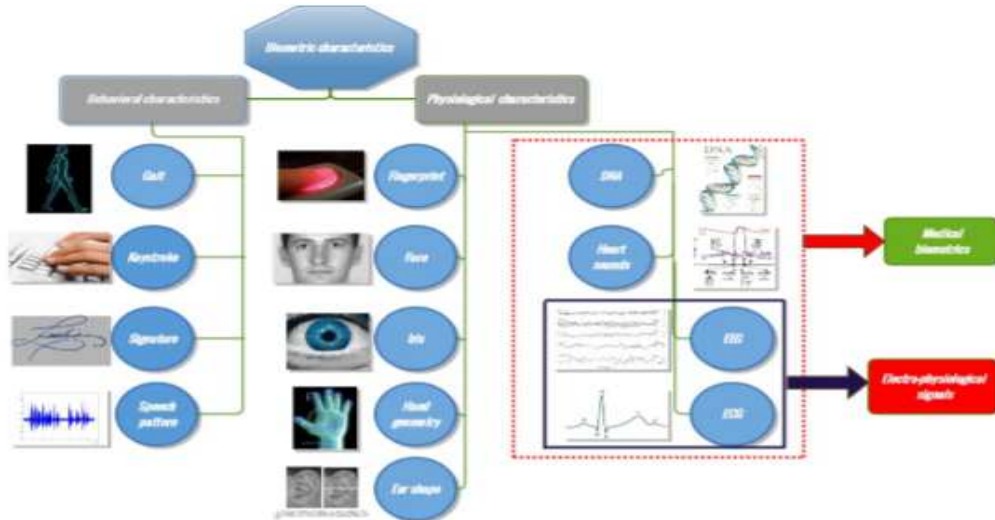 Biometric characteristics
Behavioral characteristics
Physiological characteristics
Gait
Keystroke
Signature
Speech
pattern
Fingerprint
Face
Iris
Hand
geometry
Ear shape
DNA
DNA
Heart
sounds
EEG
ECG
Medical
biometrics
Electro-physiological
signals